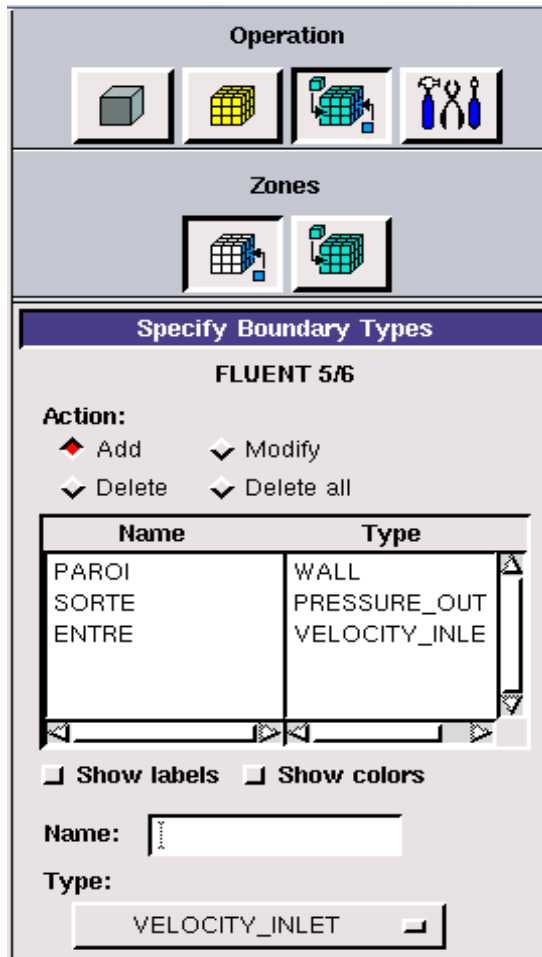 Operation
Zones
Specify Boundary Types
FLUENT 5/6
Action:
Add Modify
Delete Delete all
Name Type
PAROI WALL
SORTE PRESSURE_OUT
ENTRE VELOCITY_INLE
Show labels Show colors
Name:
Type:
VELOCITY_INLET